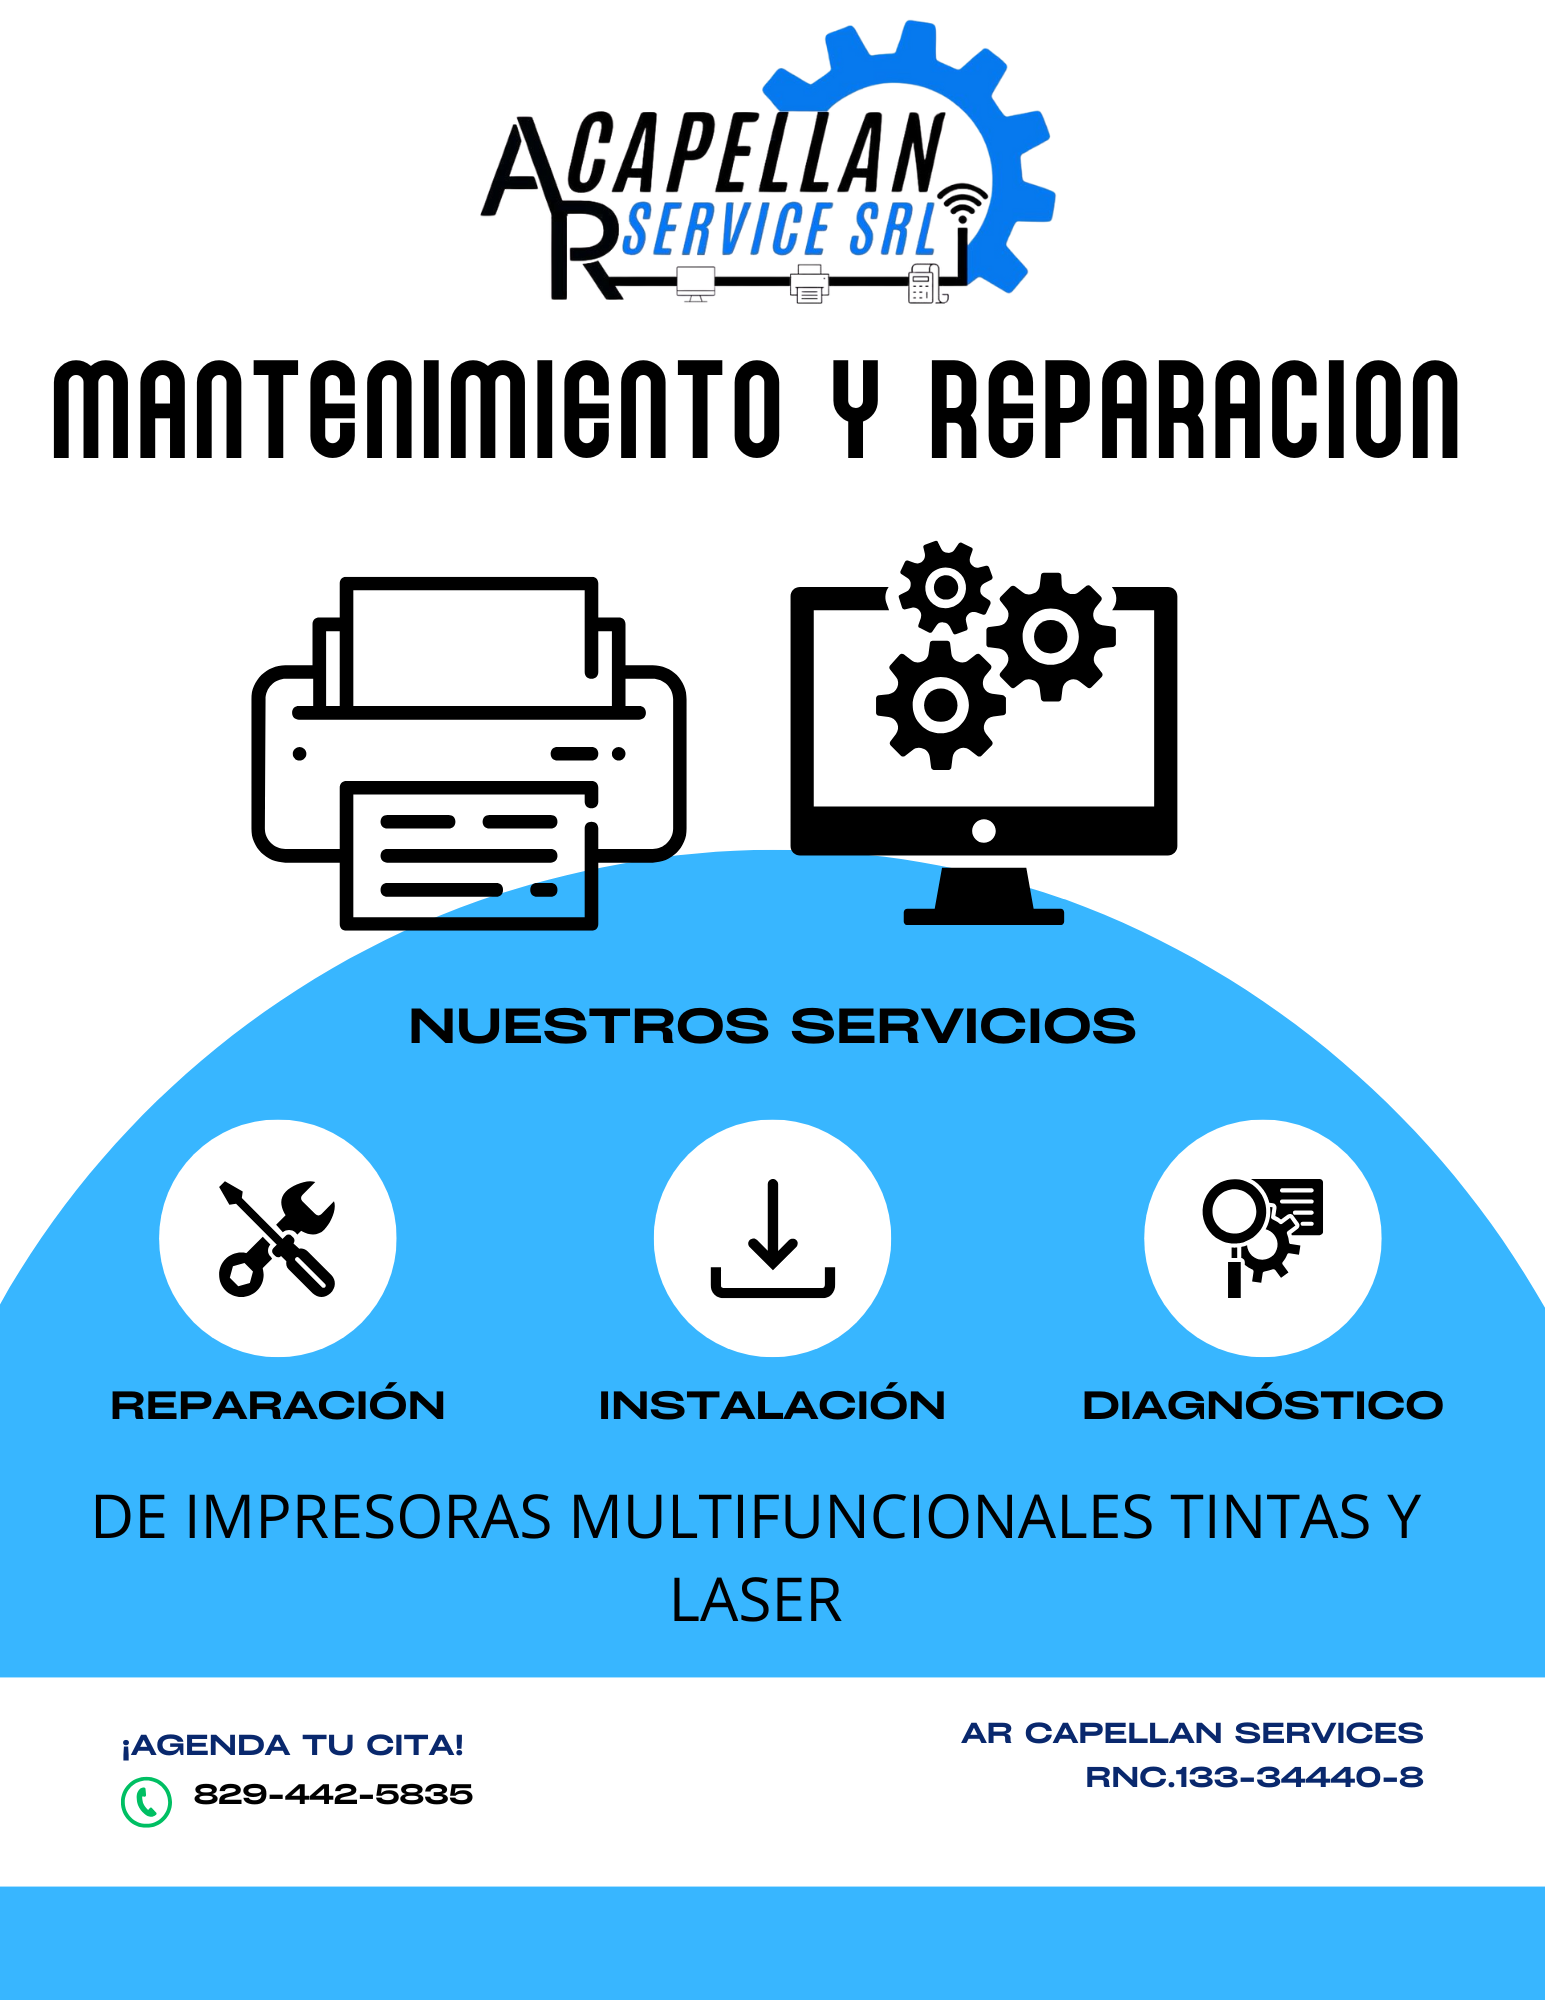 AR CAPELLAN
SERVICE SRL
MANTENIMIENTO Y REPARACION
NUESTROS SERVICIOS
REPARACIÓN
INSTALACIÓN
DIAGNÓSTICO
DE IMPRESORAS MULTIFUNCIONALES TINTAS Y
LASER
¡AGENDA TU CITA!
829-442-5835
AR CAPELLAN SERVICES
RNC.133-34440-8